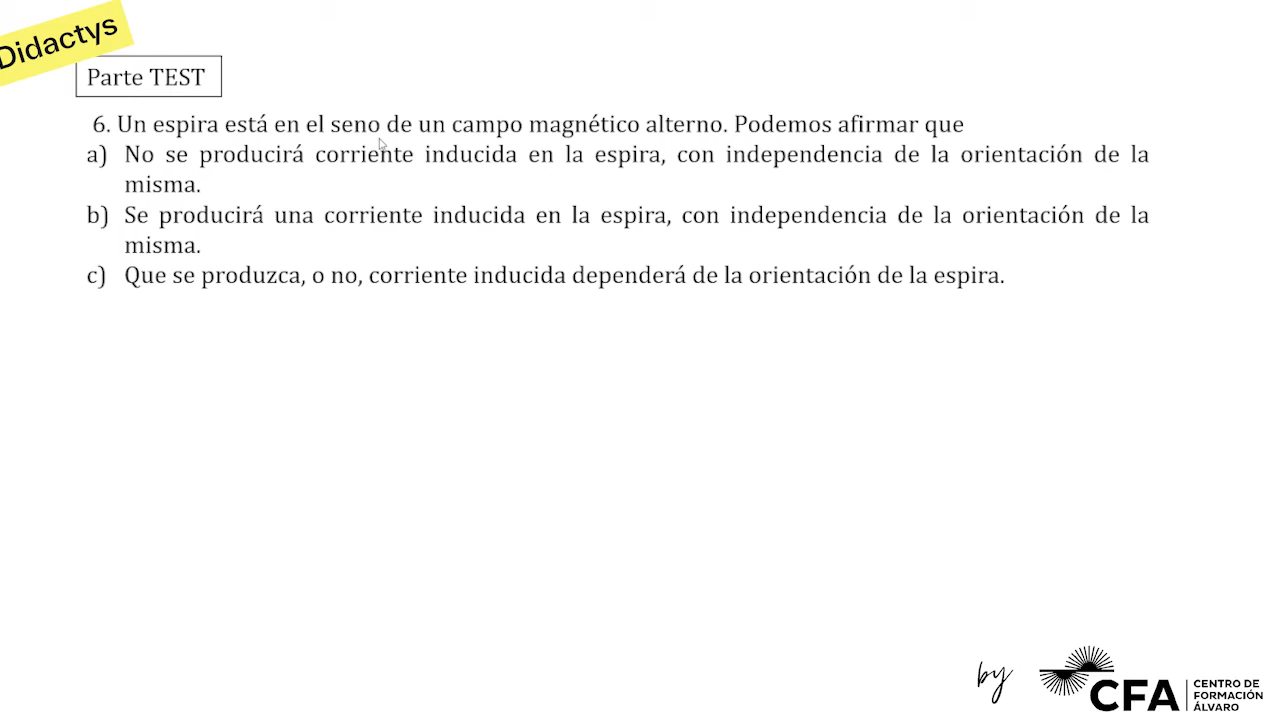 Didactys
Parte TEST
6. Un espira está en el seno de un campo magnético alterno. Podemos afirmar que
a) No se producirá corriente inducida en la espira, con independencia de la orientación de la
misma.
b) Se producirá una corriente inducida en la espira, con independencia de la orientación de la
misma.
c) Que se produzca, o no, corriente inducida dependerá de la orientación de la espira.
by
CFA
CENTRO DE
FORMACIÓN
ÁLVARO